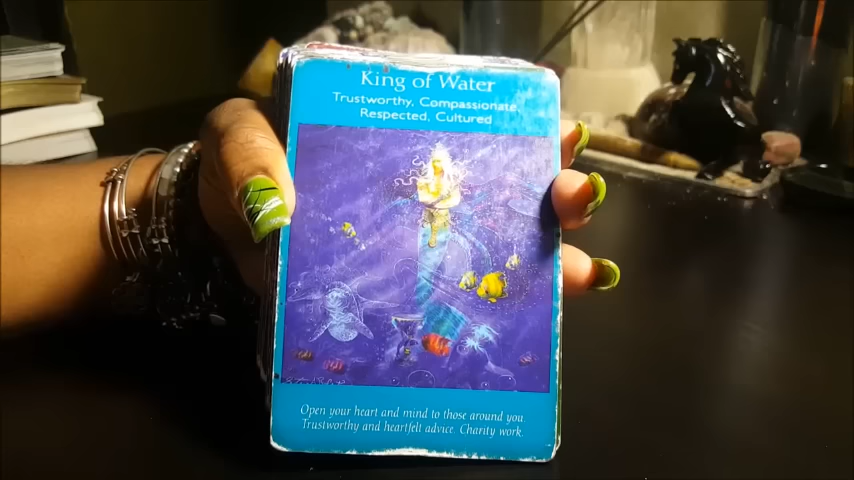 King of Water
Trustworthy, Compassionate,
Respected, Cultured
Open your heart and mind to those around you.
Trustworthy and heartfelt advice. Charity work.